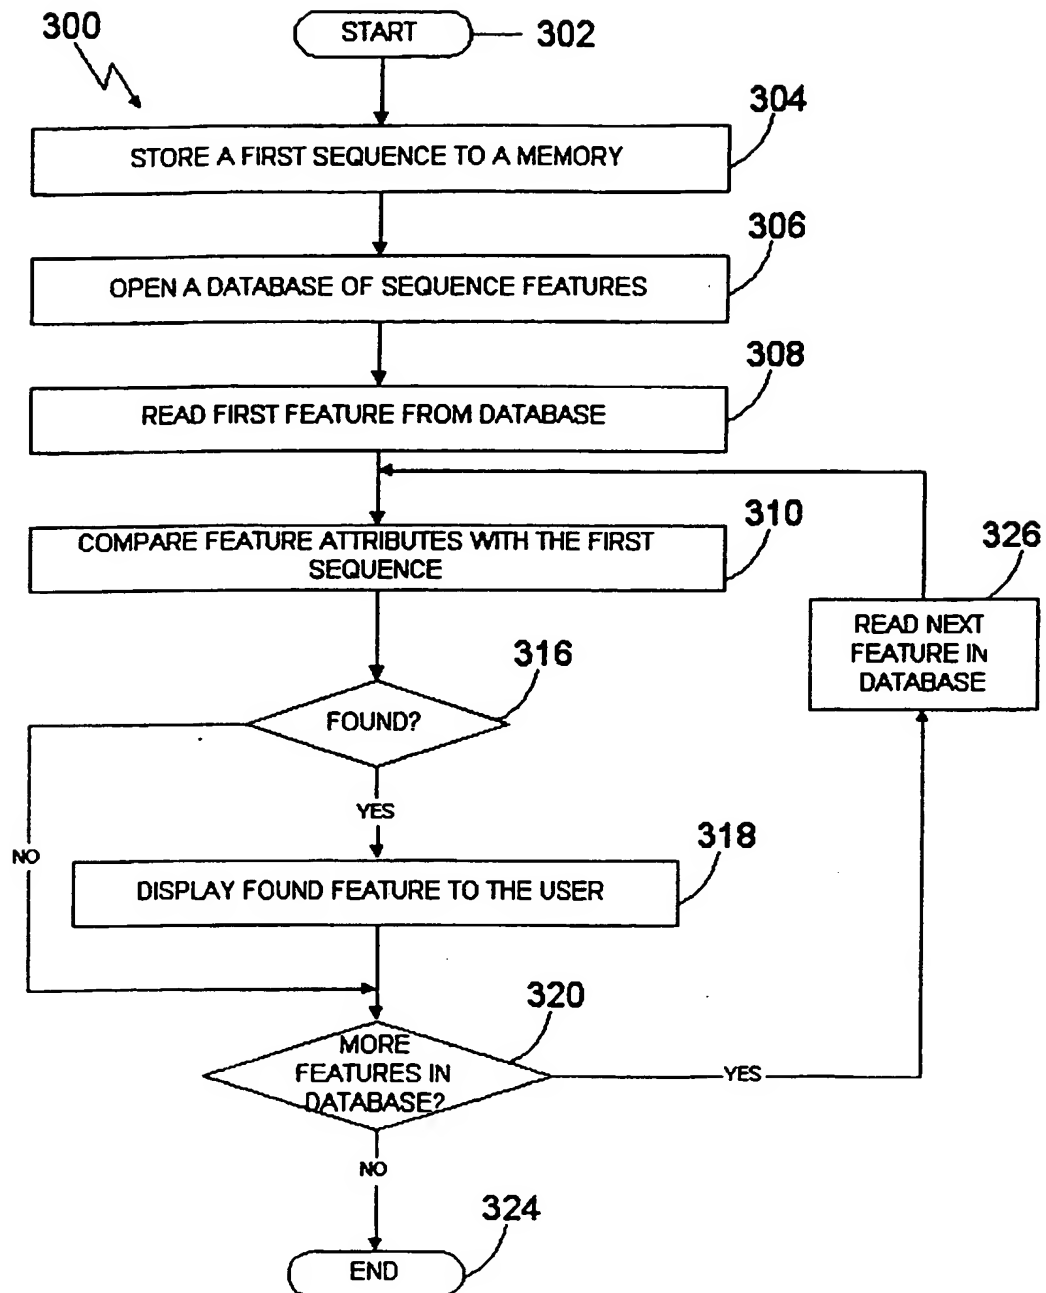 300
START
302
304
STORE A FIRST SEQUENCE TO A MEMORY
306
OPEN A DATABASE OF SEQUENCE FEATURES
308
READ FIRST FEATURE FROM DATABASE
310
COMPARE FEATURE ATTRIBUTES WITH THE FIRST
SEQUENCE
326
READ NEXT
FEATURE IN
DATABASE
316
FOUND?
YES
NO
318
DISPLAY FOUND FEATURE TO THE USER
320
MORE
FEATURES IN
DATABASE?
YES
NO
324
END